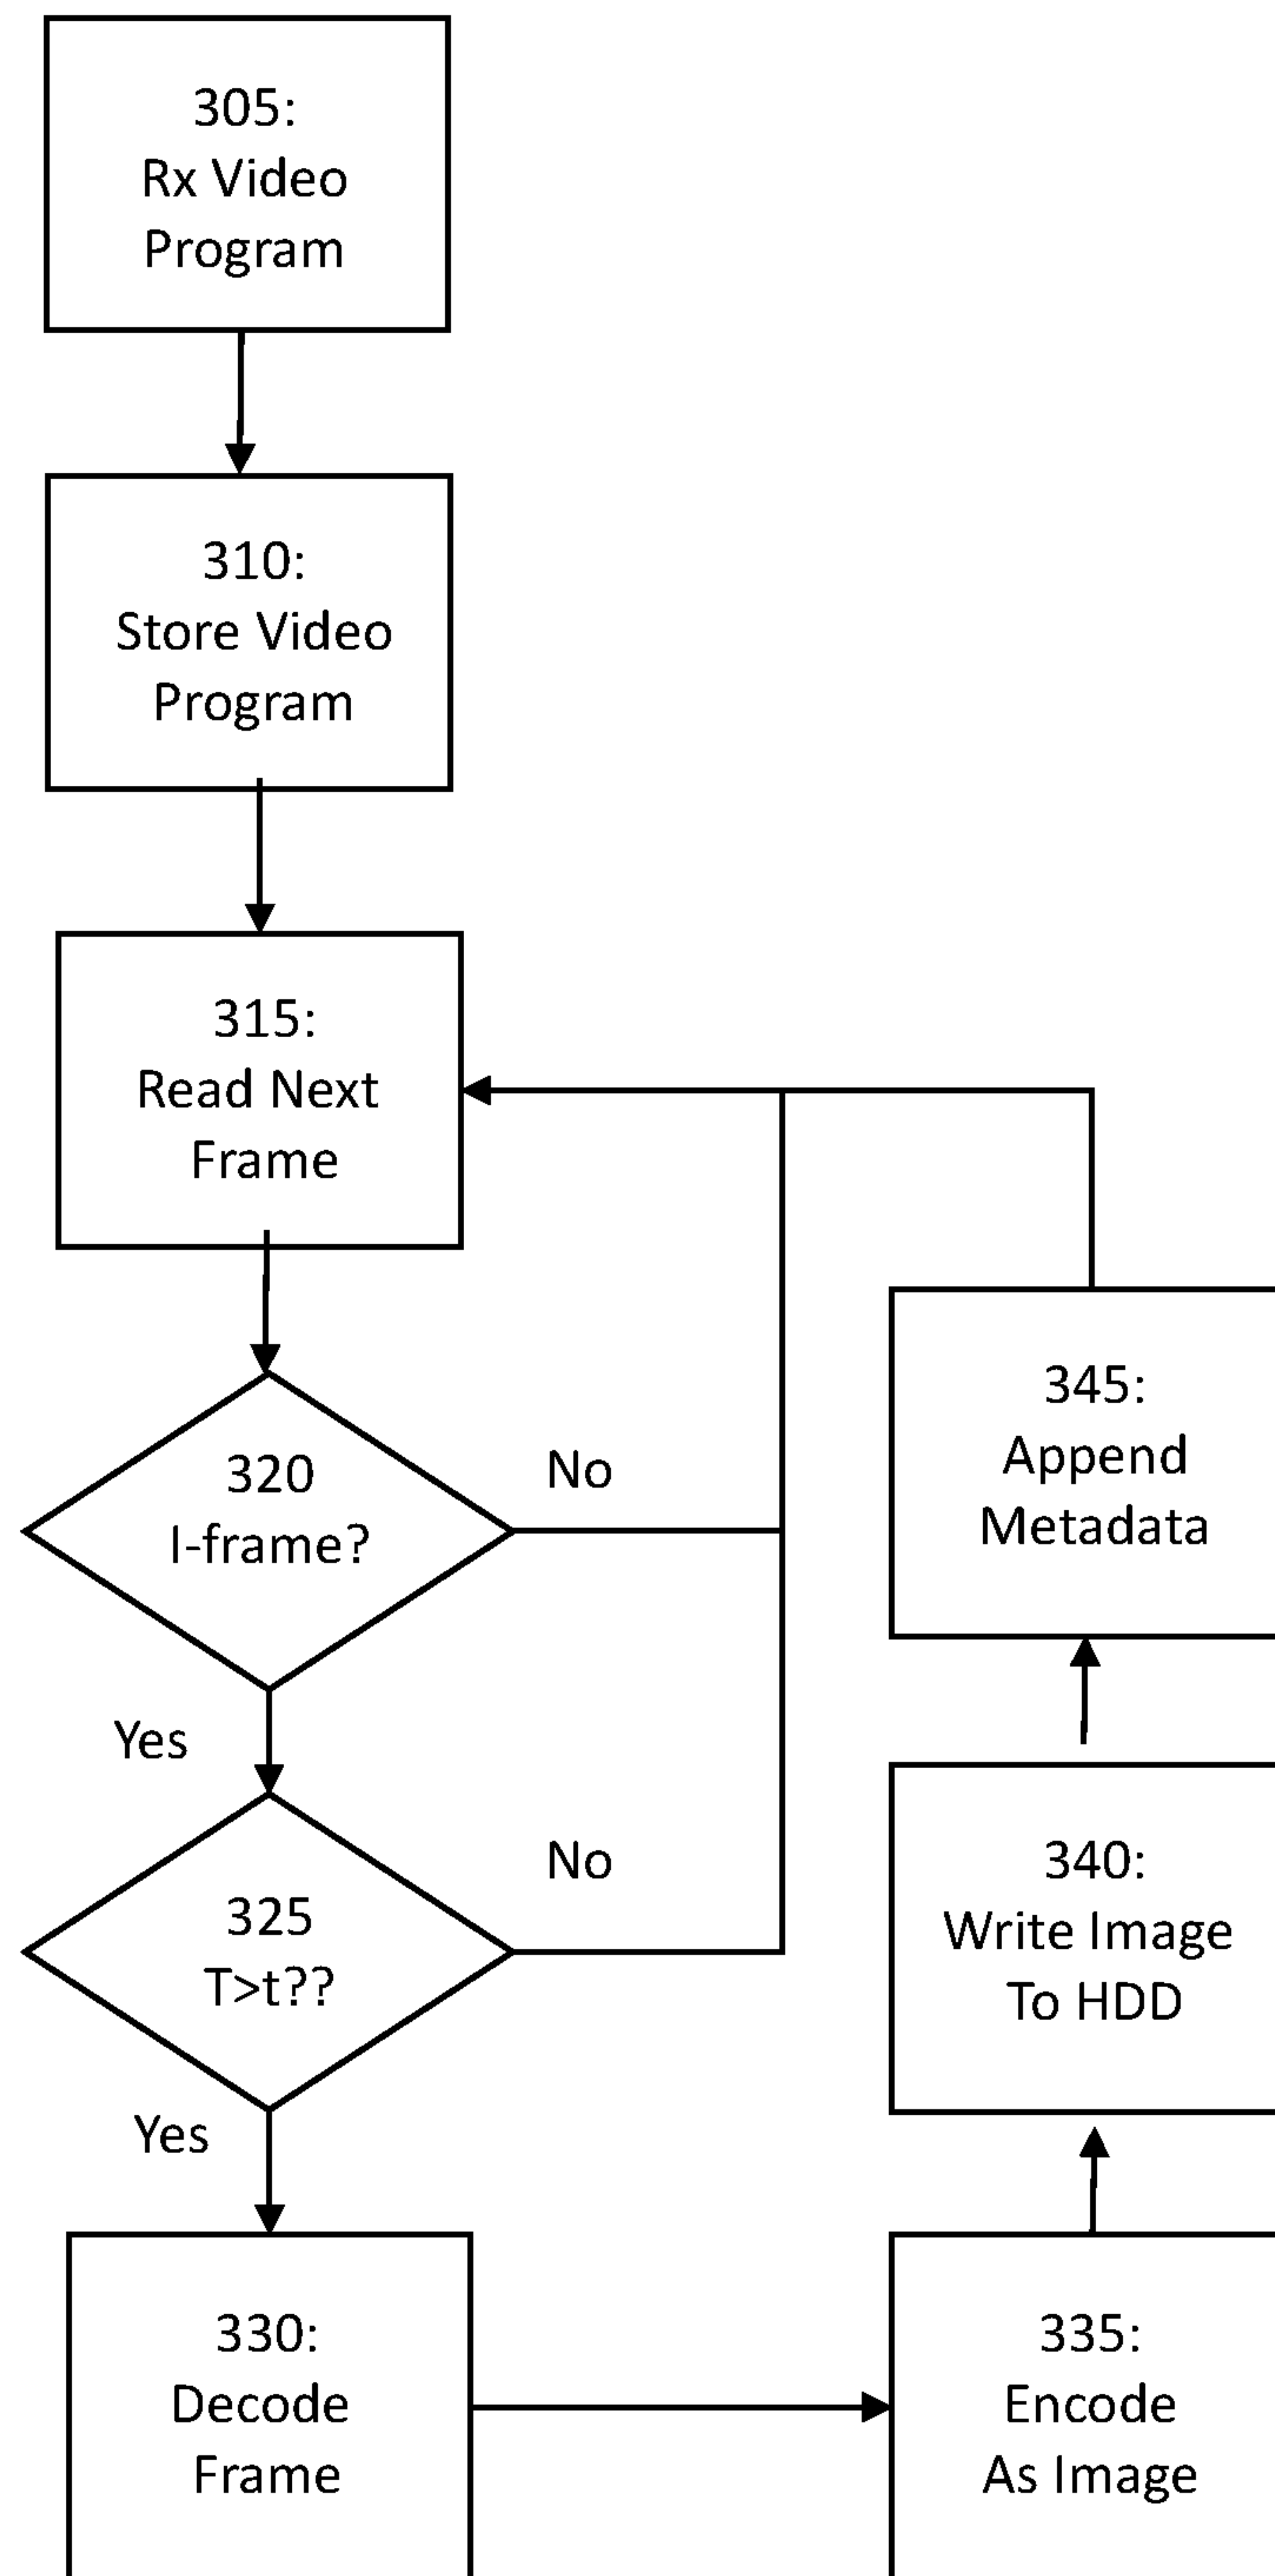 305:
Rx Video
Program
310:
Store Video
Program
315:
Read Next
Frame
320
I-frame?
No
Yes
325
T>t??
No
Yes
330:
Decode
Frame
335:
Encode
As Image
340:
Write Image
To HDD
345:
Append
Metadata